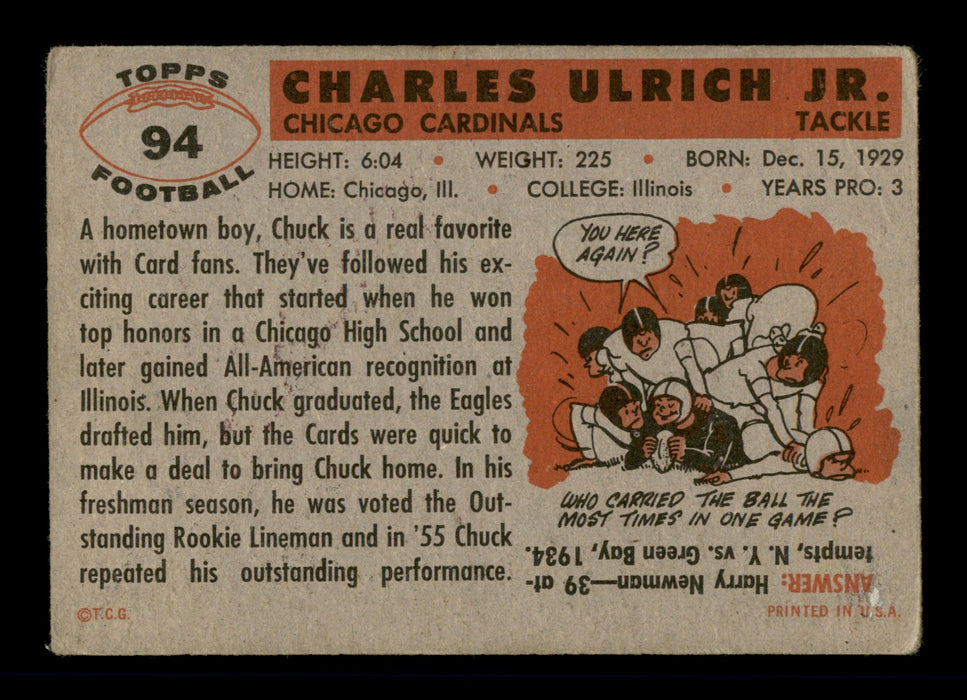 TOPPS
94
FOOTBALL
CHARLES ULRICH JR.
CHICAGO CARDINALS TACKLE
HEIGHT: 6:04 • WEIGHT: 225 • BORN: Dec. 15, 1929
HOME: Chicago, Ill. • COLLEGE: Illinois • YEARS PRO: 3
A hometown boy, Chuck is a real favorite
with Card fans. They've followed his ex-
citing career that started when he won
top honors in a Chicago High School and
later gained All-American recognition at
Illinois. When Chuck graduated, the Eagles
drafted him, but the Cards were quick to
make a deal to bring Chuck home. In his
freshman season, he was voted the Out-
standing Rookie Lineman and in '55 Chuck
repeated his outstanding performance.
©T.C.G.
YOU HERE
AGAIN?
WHO CARRIED THE BALL THE
MOST TIMES IN ONE GAME?
ANSWER: Harry Newman—39 at-
tempts, N. Y. vs. Green Bay, 1934.
PRINTED IN U.S.A.